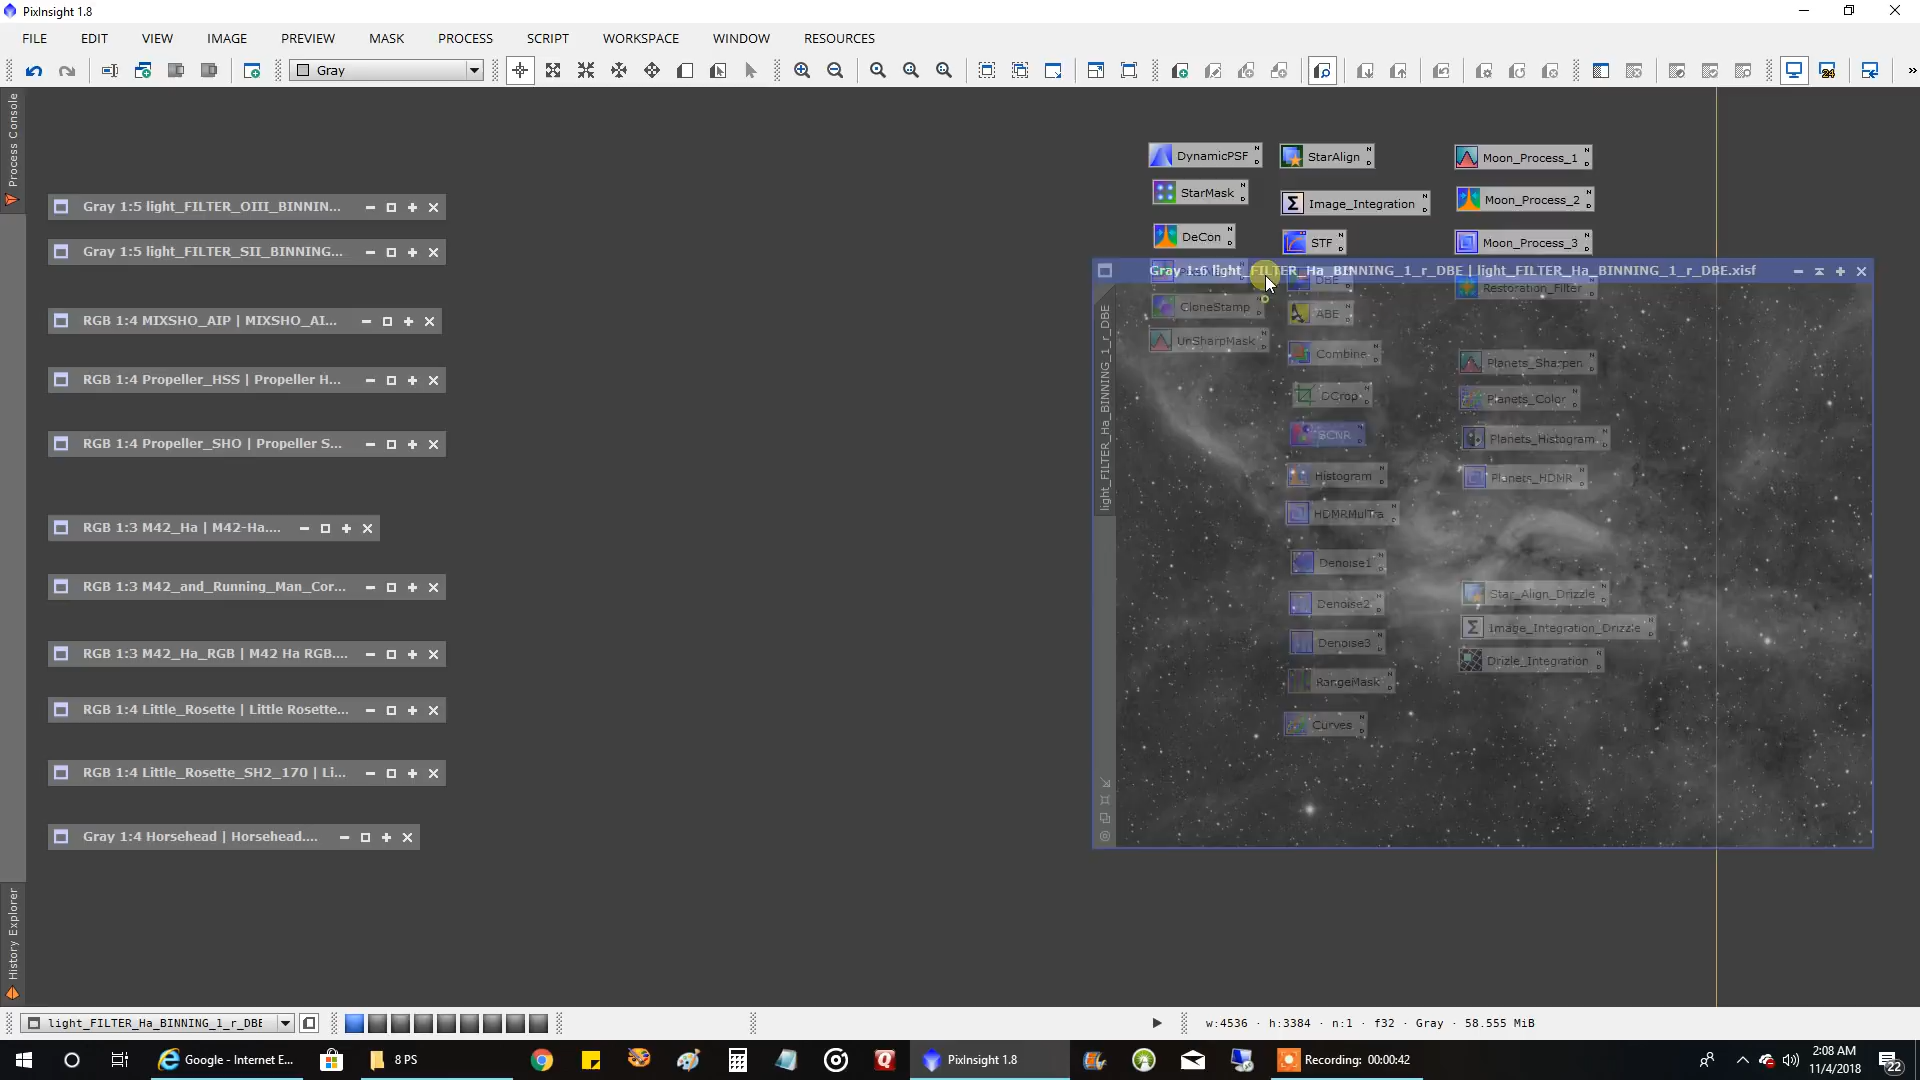 PixInsight 1.8
FILE EDIT VIEW IMAGE PREVIEW MASK PROCESS SCRIPT WORKSPACE WINDOW RESOURCES
Gray
24
Process Console
History Explorer
Gray 1:5 light_FILTER_OIII_BINNIN...
Gray 1:5 light_FILTER_SII_BINNING...
RGB 1:4 MIXSHO_AIP | MIXSHO_AI...
RGB 1:4 Propeller_HSS | Propeller H...
RGB 1:4 Propeller_SHO | Propeller S...
RGB 1:3 M42_Ha | M42-Ha....
RGB 1:3 M42_and_Running_Man_Cor...
RGB 1:3 M42_Ha_RGB | M42 Ha RGB....
RGB 1:4 Little_Rosette | Little Rosette...
RGB 1:4 Little_Rosette_SH2_170 | Li...
Gray 1:4 Horsehead | Horsehead....
DynamicPSF
StarMask
DeCon
CloneStamp
UnSharpMask
StarAlign
Image_Integration
STF
DBE
ABE
Combine
DCrop
SCNR
Histogram
HDMRMulTra
Denoise1
Denoise2
Denoise3
RangeMask
Curves
Moon_Process_1
Moon_Process_2
Moon_Process_3
Restoration_Filter
Planets_Sharpen
Planets_Color
Planets_Histogram
Planets_HDMR
Star_Align_Drizzle
Image_Integration_Drizzle
Drizle_Integration
Gray 1:6 light_FILTER_Ha_BINNING_1_r_DBE | light_FILTER_Ha_BINNING_1_r_DBE.xisf
light_FILTER_Ha_BINNING_1_r_DBE
light_FILTER_Ha_BINNING_1_r_DBE
w:4536 · h:3384 · n:1 · f32 · Gray · 58.555 MiB
Google - Internet E...
8 PS
PixInsight 1.8
Recording: 00:00:42
2:08 AM
11/4/2018
22